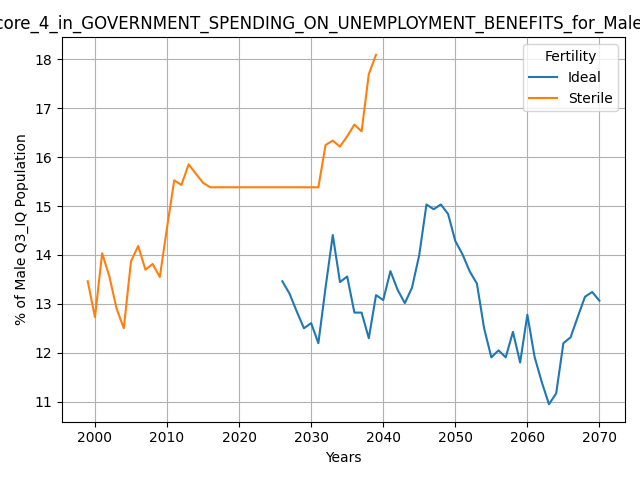 core_4_in_GOVERNMENT_SPENDING_ON_UNEMPLOYMENT_BENEFITS_for_Male
Fertility
Ideal
Sterile
% of Male Q3_IQ Population
18
17
16
15
14
13
12
11
2000 2010 2020 2030 2040 2050 2060 2070
Years